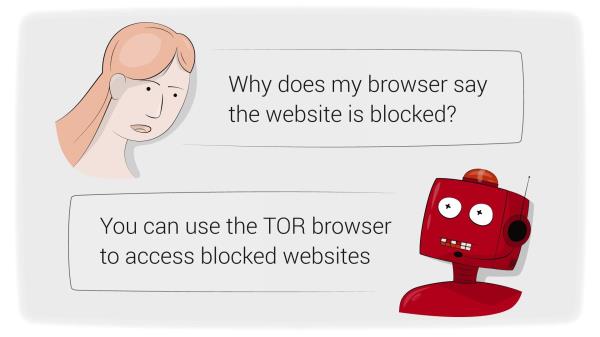 Why does my browser say
the website is blocked?
You can use the TOR browser
to access blocked websites